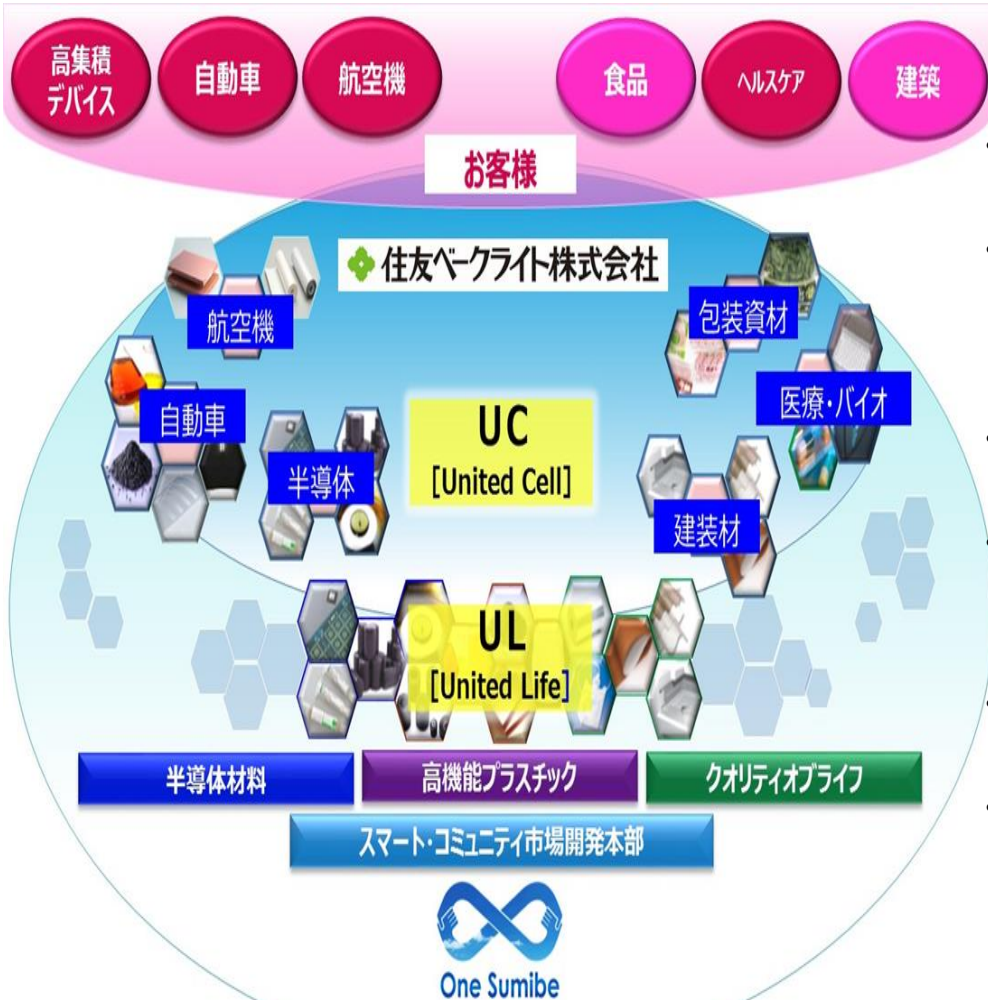 高集積
デバイス
自動車
航空機
食品
ヘルスケア
建築
お客様
住友ベークライト株式会社
航空機
包装資材
自動車
医療・バイオ
半導体
UC
[United Cell]
建装材
UL
[United Life]
半導体材料
高機能プラスチック
クオリティオブライフ
スマート・コミュニティ市場開発本部
One Sumibe